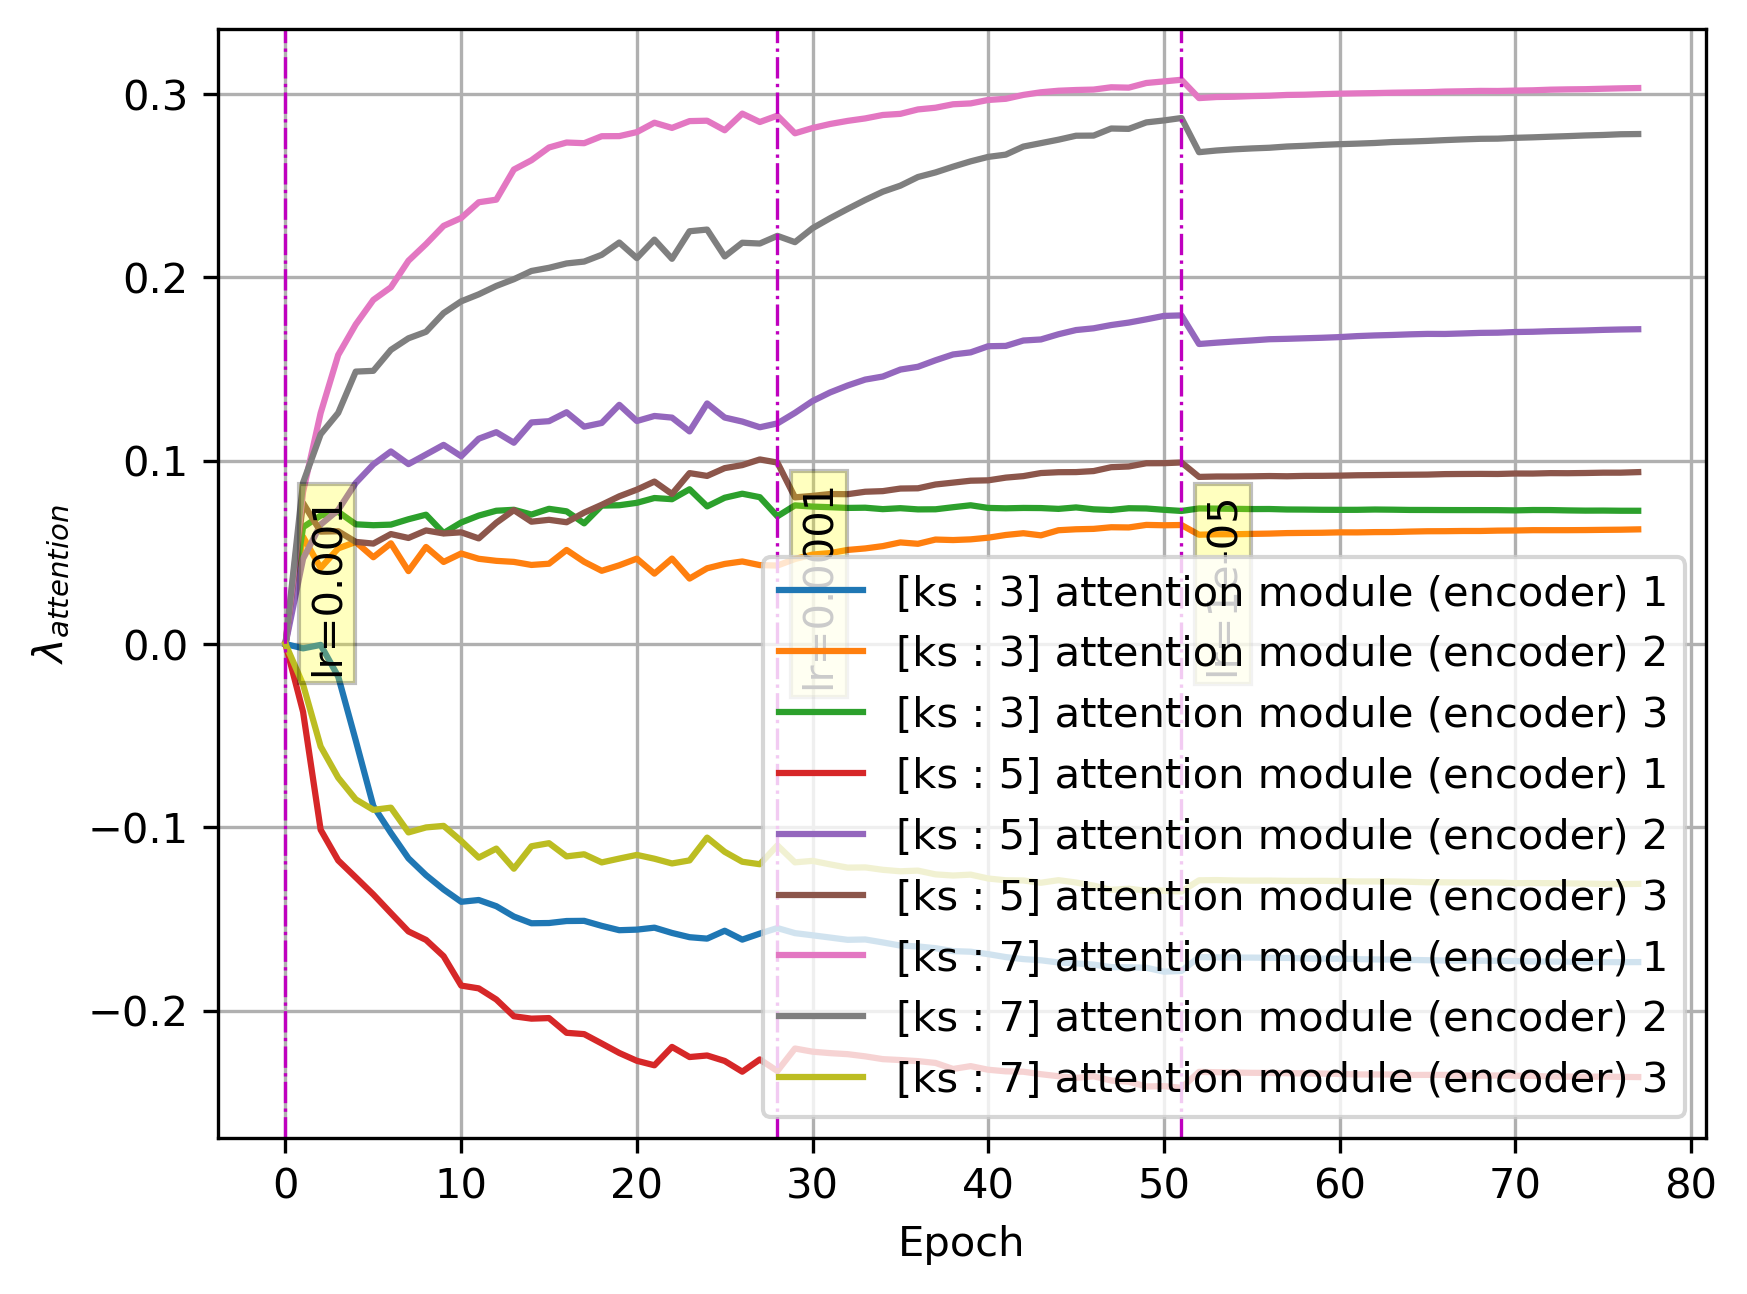 0.3
0.2
0.1
0.0
−0.1
−0.2
λattention
lr=0.001
lr=0.0001
lr=1e-05
[ks : 3] attention module (encoder) 1
[ks : 3] attention module (encoder) 2
[ks : 3] attention module (encoder) 3
[ks : 5] attention module (encoder) 1
[ks : 5] attention module (encoder) 2
[ks : 5] attention module (encoder) 3
[ks : 7] attention module (encoder) 1
[ks : 7] attention module (encoder) 2
[ks : 7] attention module (encoder) 3
0 10 20 30 40 50 60 70 80
Epoch